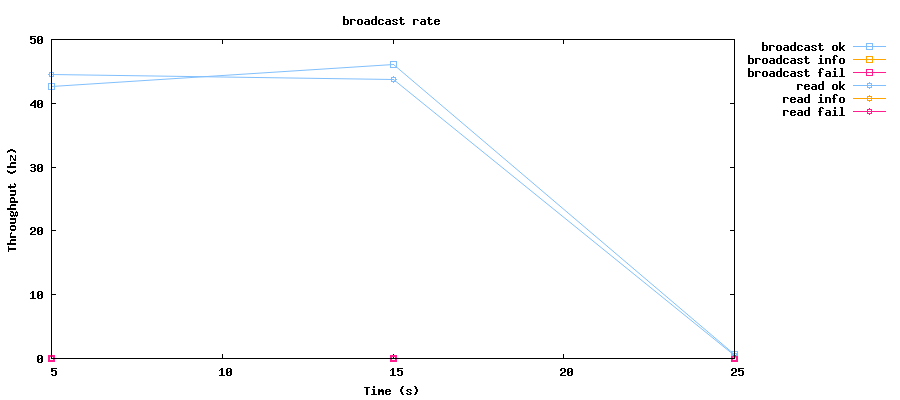 broadcast rate
50
40
30
20
10
0
5
10
15
20
25
Throughput (hz)
Time (s)
broadcast ok
broadcast info
broadcast fail
read ok
read info
read fail